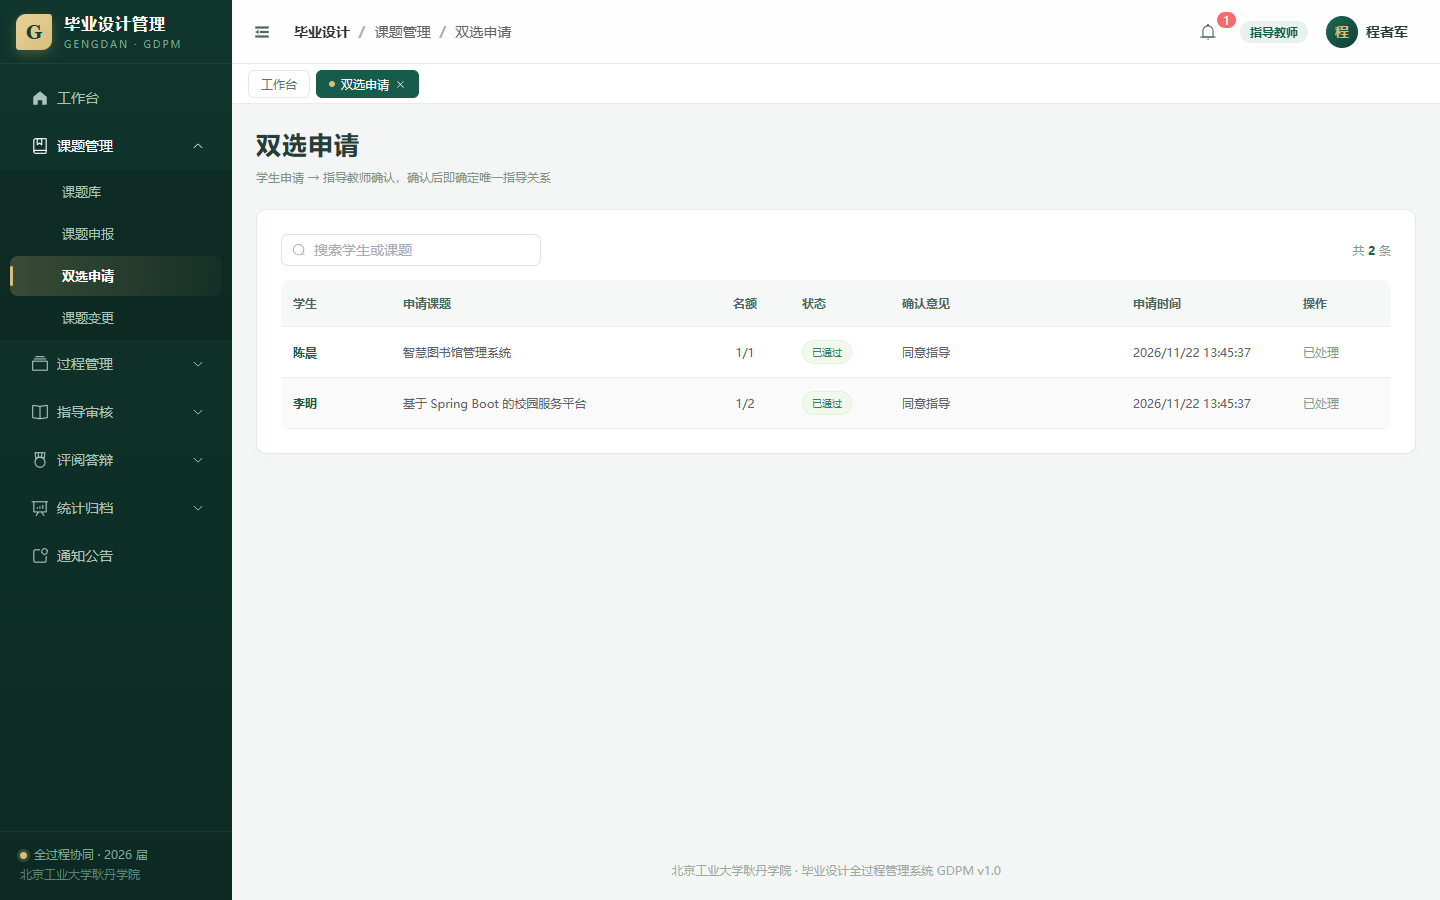 G
毕业设计管理
GENGDAN · GDPM
工作台
课题管理
课题库
课题申报
双选申请
课题变更
过程管理
指导审核
评阅答辩
统计归档
通知公告
全过程协同 · 2026 届
北京工业大学耿丹学院
毕业设计 / 课题管理 / 双选申请
1
指导教师
程
程者军
工作台
双选申请
双选申请
学生申请 → 指导教师确认，确认后即确定唯一指导关系
搜索学生或课题
共 2 条
学生 申请课题 名额 状态 确认意见 申请时间 操作
陈晨 智慧图书馆管理系统 1/1 已通过 同意指导 2026/11/22 13:45:37 已处理
李明 基于 Spring Boot 的校园服务平台 1/2 已通过 同意指导 2026/11/22 13:45:37 已处理
北京工业大学耿丹学院 · 毕业设计全过程管理系统 GDPM v1.0